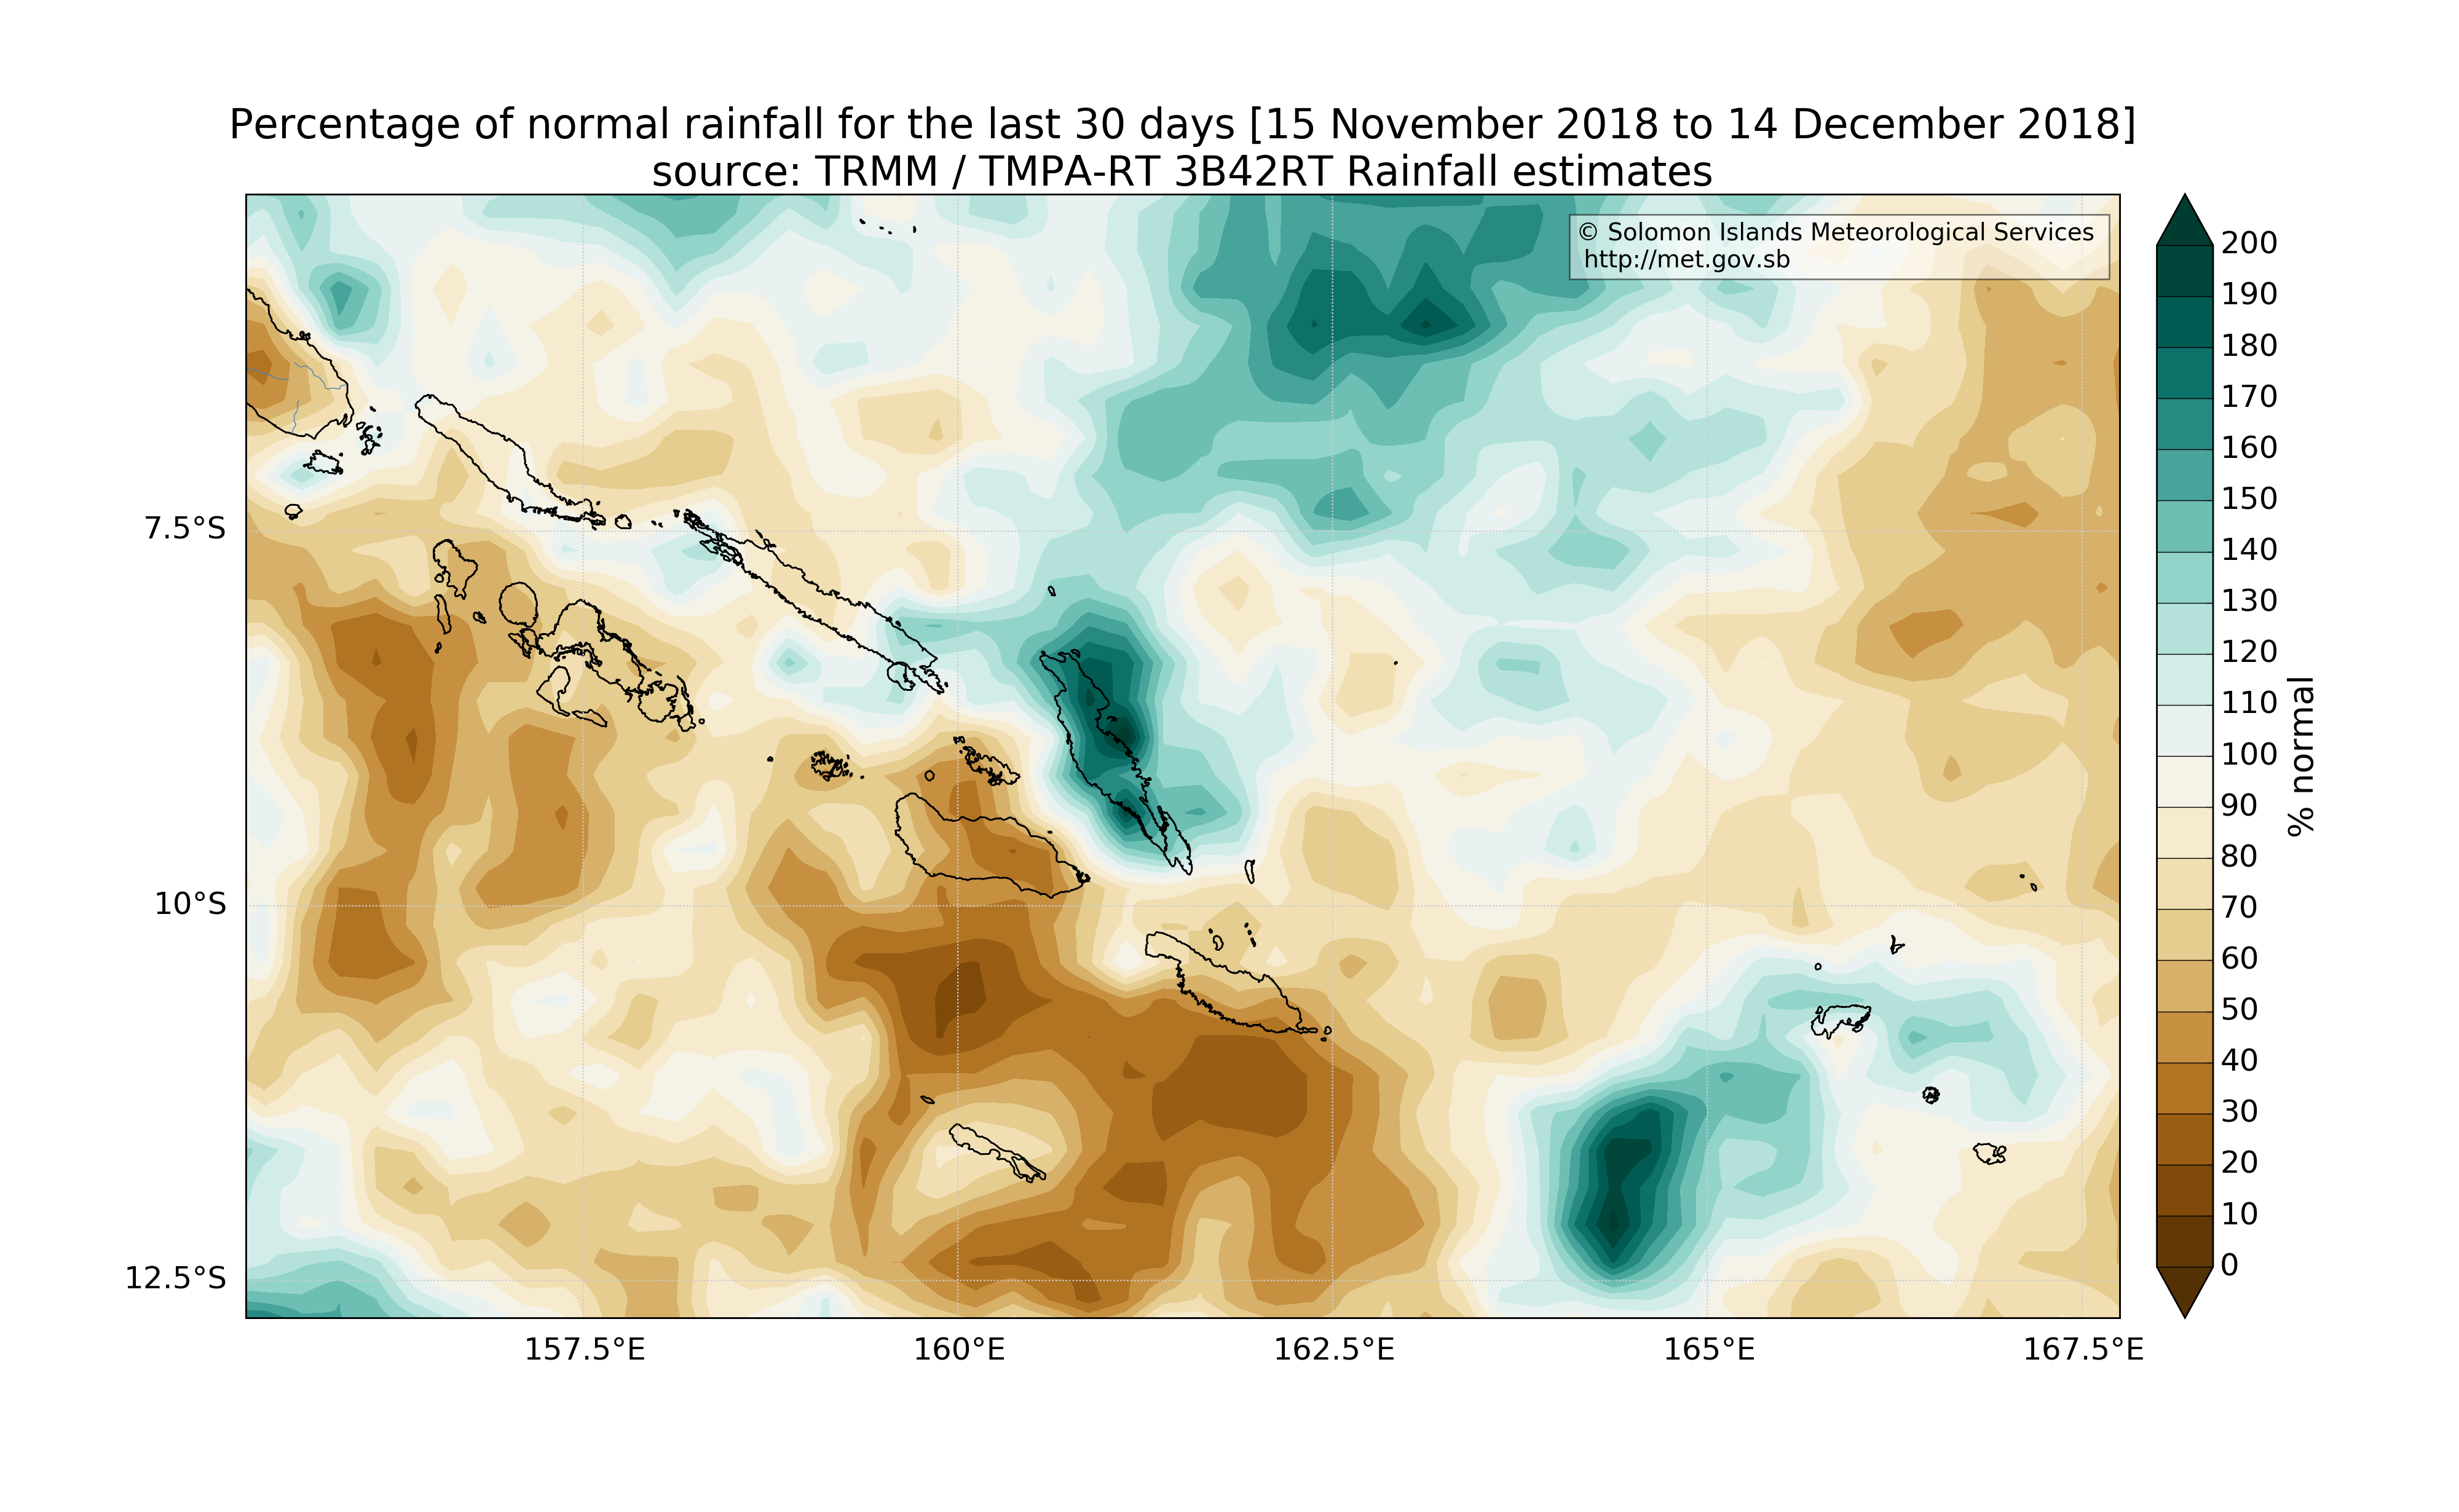 Percentage of normal rainfall for the last 30 days [15 November 2018 to 14 December 2018]
source: TRMM / TMPA-RT 3B42RT Rainfall estimates
© Solomon Islands Meteorological Services
http://met.gov.sb
7.5°S
10°S
12.5°S
157.5°E
160°E
162.5°E
165°E
167.5°E
200
190
180
170
160
150
140
130
120
110
100
90
80
70
60
50
40
30
20
10
0
% normal